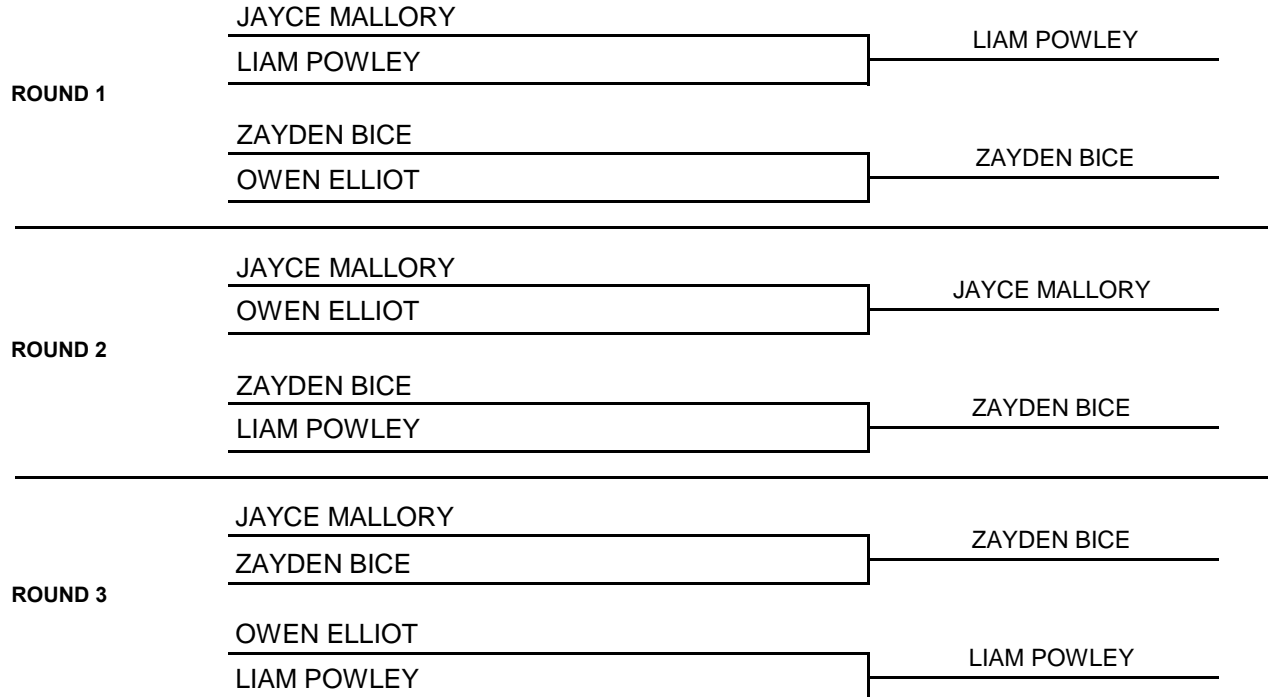 JAYCE MALLORY
LIAM POWLEY
LIAM POWLEY
ROUND 1
ZAYDEN BICE
ZAYDEN BICE
OWEN ELLIOT
JAYCE MALLORY
JAYCE MALLORY
OWEN ELLIOT
ROUND 2
ZAYDEN BICE
ZAYDEN BICE
LIAM POWLEY
JAYCE MALLORY
ZAYDEN BICE
ZAYDEN BICE
ROUND 3
OWEN ELLIOT
LIAM POWLEY
LIAM POWLEY